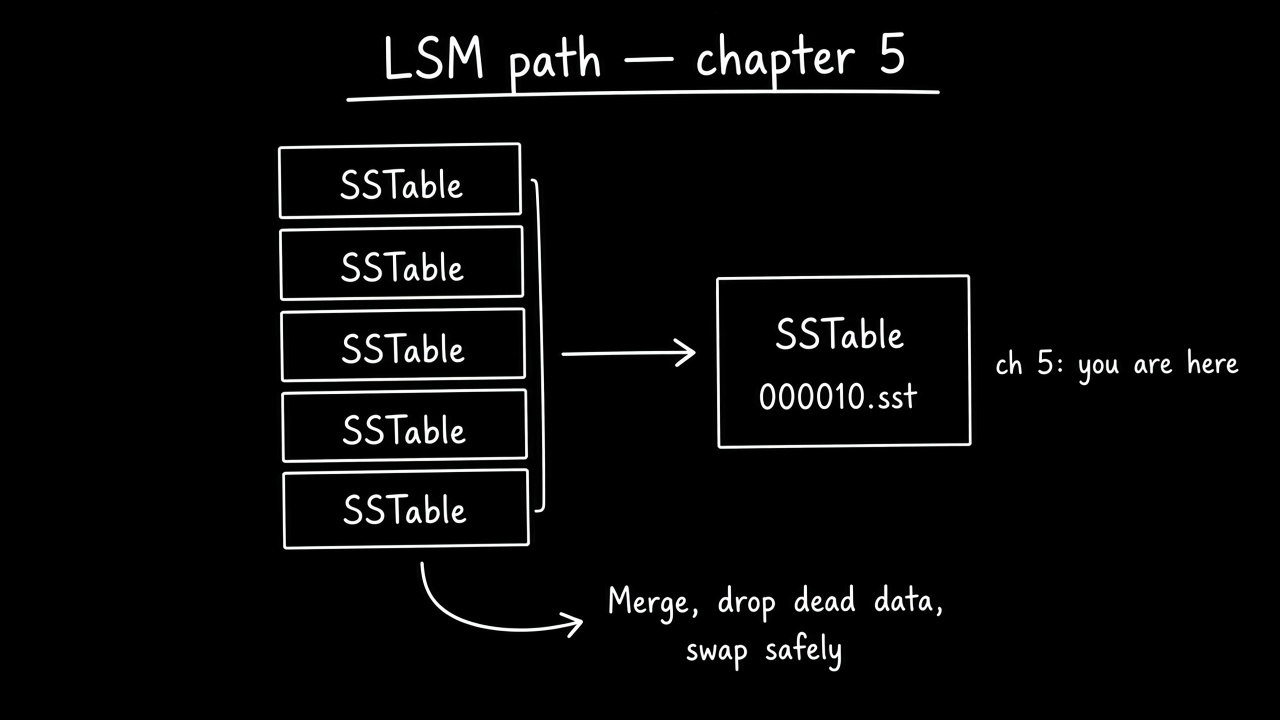 LSM path — chapter 5
SSTable
SSTable
SSTable
SSTable
SSTable
SSTable
000010.sst
ch 5: you are here
Merge, drop dead data,
swap safely